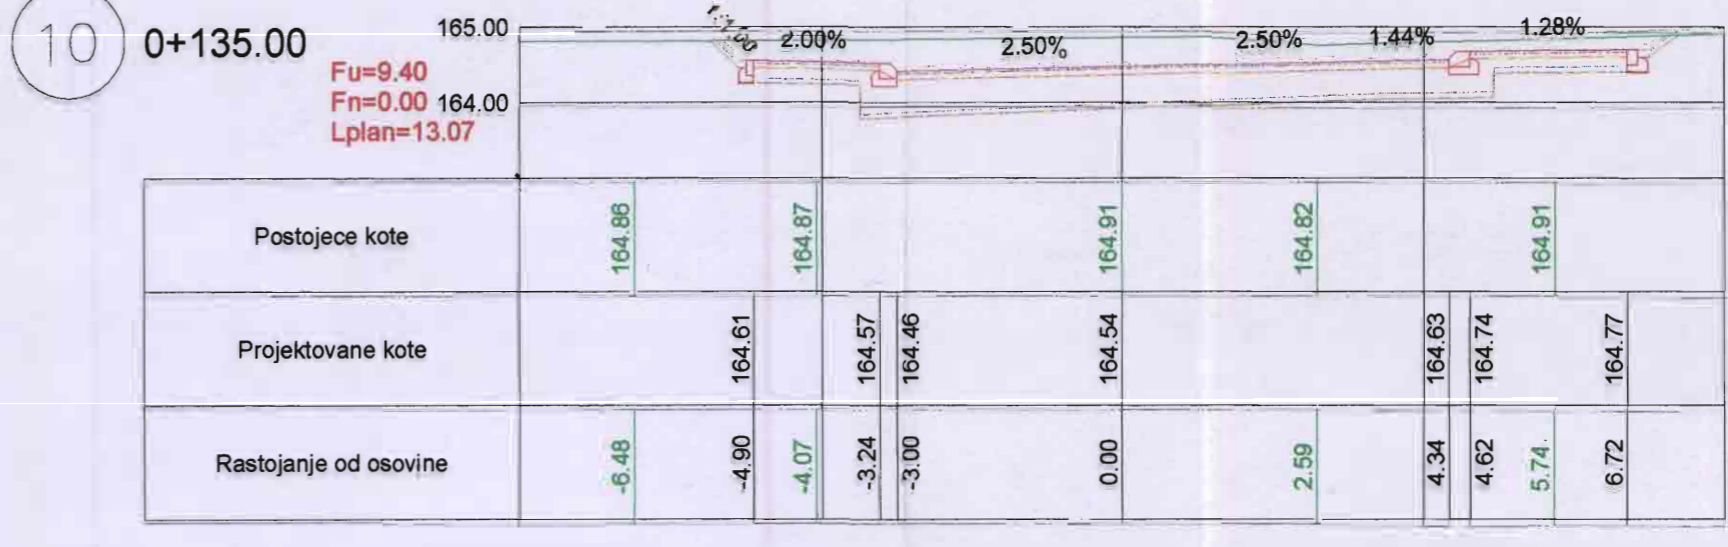 10 0+135.00
Fu=9.40
Fn=0.00
Lplan=13.07
165.00
164.00
2.00% 2.50% 2.50% 1.44% 1.28%
Postojece kote 164.86 164.87 164.91 164.82 164.91
Projektovane kote 164.61 164.57 164.46 164.54 164.63 164.74 164.77
Rastojanje od osovine -6.48 -4.90 -4.07 -3.24 -3.00 0.00 2.59 4.34 4.62 5.74 6.72